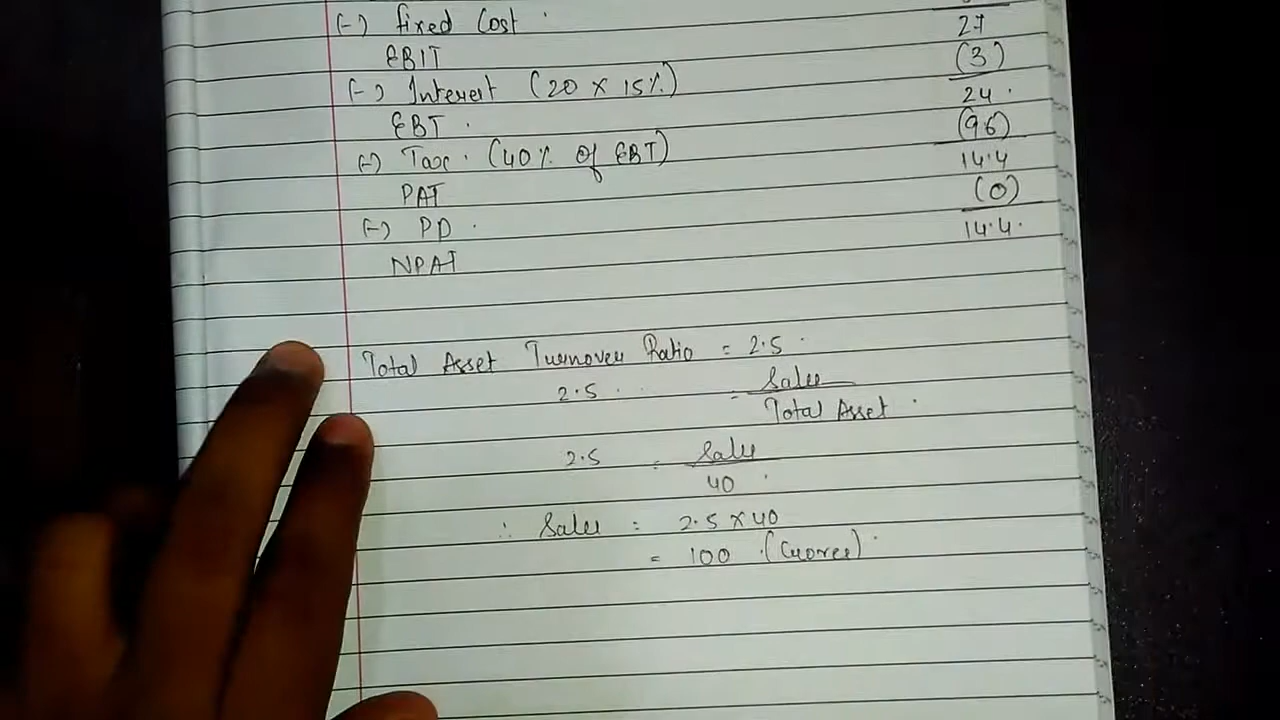 (-) Fixed Cost
27
EBIT
(3)
(-) Interest (20 X 15%)
24.
EBT.
(96)
(-) Tax. (40% Of EBT)
14.4
PAT
(0)
(-) PD.
14.4.
NPAT
Total Asset Turnover Ratio = 2.5
2.5 = Sales
Total Asset.
2.5 = Sales
40
∴ Sales = 2.5 X 40
= 100 (Crores)